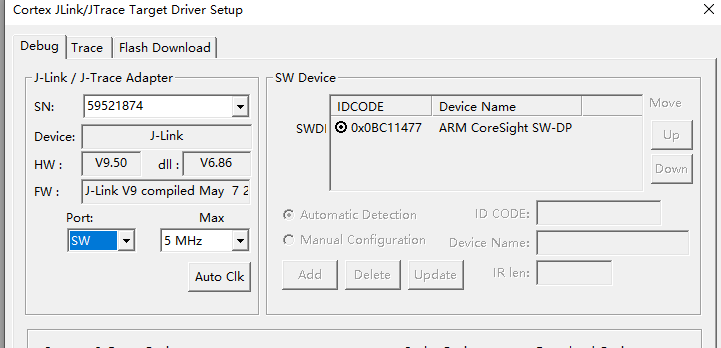 Cortex JLink/JTrace Target Driver Setup
Debug Trace Flash Download
J-Link / J-Trace Adapter
SN: 59521874
Device: J-Link
HW : V9.50 dll : V6.86
FW : J-Link V9 compiled May 7 2
Port: Max
SW 5 MHz
Auto Clk
SW Device
IDCODE Device Name
SWDI 0x0BC11477 ARM CoreSight SW-DP
Move
Up
Down
Automatic Detection ID CODE:
Manual Configuration Device Name:
Add Delete Update IR len: